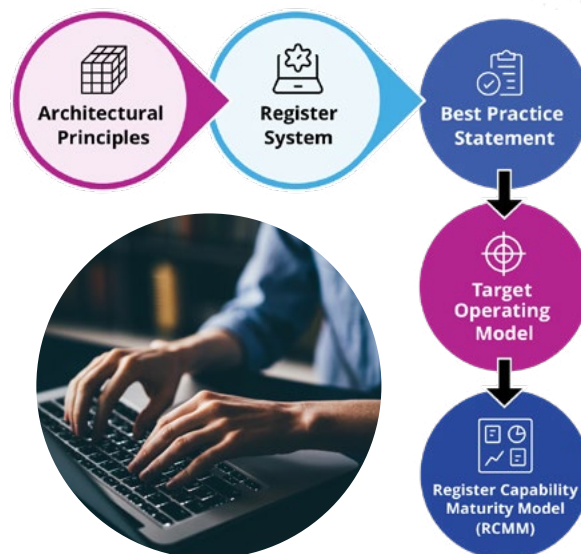 Architectural
Principles
Register
System
Best Practice
Statement
Target
Operating
Model
Register Capability
Maturity Model
(RCMM)